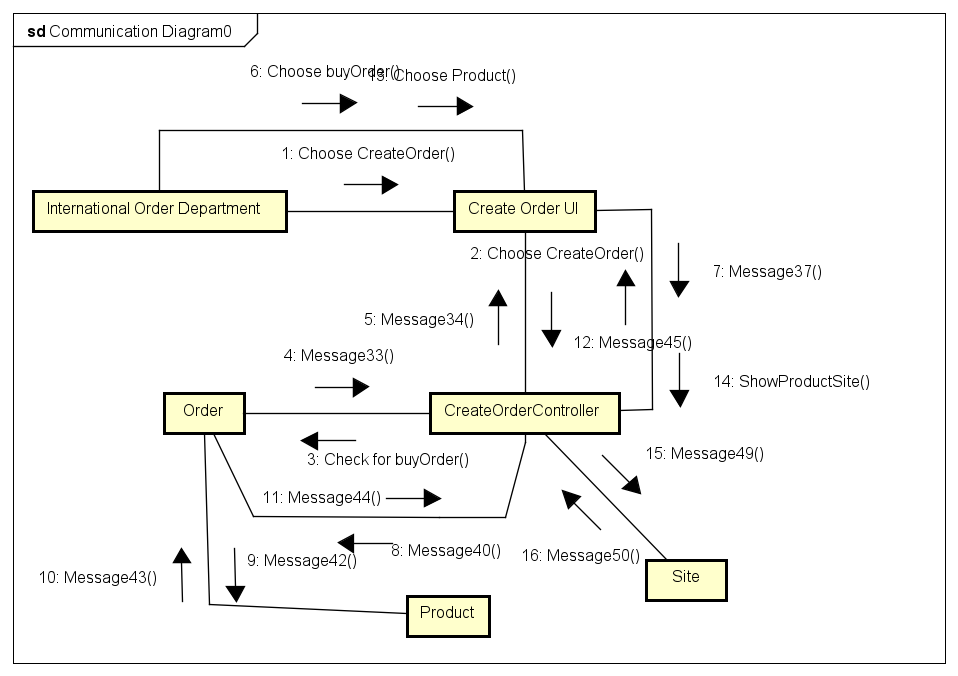 sd Communication Diagram0
6: Choose buyOrder()
13: Choose Product()
1: Choose CreateOrder()
International Order Department
Create Order UI
2: Choose CreateOrder()
7: Message37()
5: Message34()
12: Message45()
4: Message33()
14: ShowProductSite()
Order
CreateOrderController
3: Check for buyOrder()
15: Message49()
11: Message44()
8: Message40()
16: Message50()
9: Message42()
10: Message43()
Site
Product